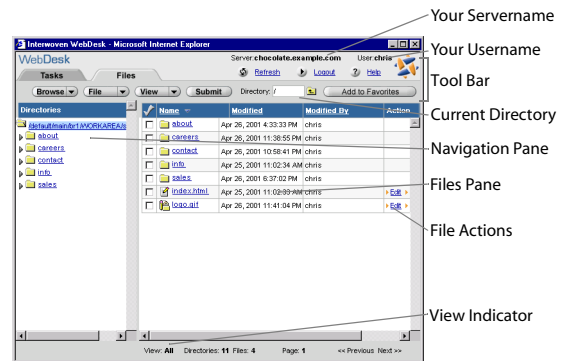 Your Servername
Interwoven WebDesk - Microsoft Internet Explorer
WebDesk
Server:chocolate.example.com User:chris
Your Username
Tasks Files
Refresh Logout Help
Tool Bar
Browse File View Submit Directory: / Add to Favorites
Current Directory
Directories
Name Modified Modified By Action
/default/main/br1/WORKAREA/s
about
careers
contact
info
sales
about Apr 26, 2001 4:33:33 PM chris
careers Apr 26, 2001 11:38:55 PM chris
contact Apr 26, 2001 10:58:41 PM chris
info Apr 25, 2001 11:02:34 AM chris
sales Apr 26, 2001 6:37:02 PM chris
index.html Apr 25, 2001 11:02:33 AM chris Edit
logo.gif Apr 26, 2001 11:41:04 PM chris Edit
Navigation Pane
Files Pane
File Actions
View Indicator
View: All Directories: 11 Files: 4 Page: 1 << Previous Next >>